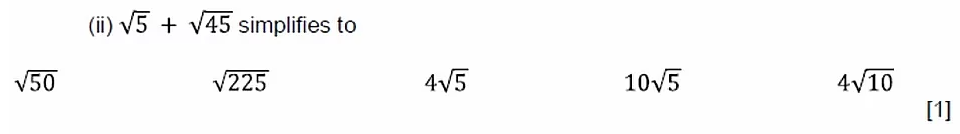 (ii) √5 + √45 simplifies to
√50 √225 4√5 10√5 4√10
[1]